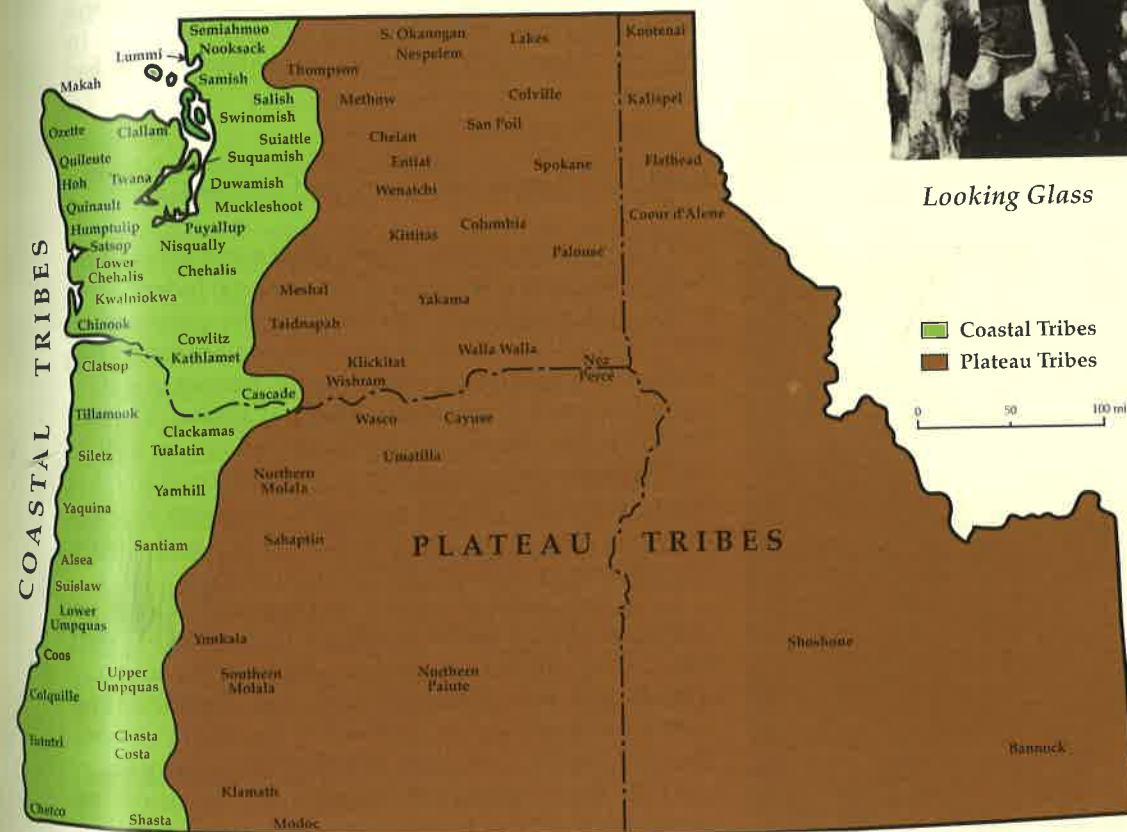 Semiahmoo
Nooksack
Lummi
Samish
Makah
Salish
Swinomish
Ozette
Clallam
Suiattle
Suquamish
Quileute
Hoh
Twana
Duwamish
Quinault
Muckleshoot
Humptulip
Puyallup
Satsop
Nisqually
Lower
Chehalis
Chehalis
Kwalniokwa
Chinook
Cowlitz
Kathlamet
Clatsop
Cascade
Tillamook
Clackamas
Tualatin
Siletz
Yamhill
Yaquina
Santiam
Alsea
Suislaw
Lower
Umpquas
Coos
Upper
Umpquas
Colquille
Chasta
Costa
Chetco
Shasta
COASTAL TRIBES
S. Okanogan
Nespelem
Lakes
Kootenai
Thompson
Methow
Colville
Kalispel
San Poil
Chelan
Entiat
Spokane
Flathead
Wenatchi
Coeur d'Alene
Columbia
Kititas
Palouse
Meshal
Yakama
Taidnapah
Walla Walla
Klickitat
Nez
Perce
Wishram
Wasco
Cayuse
Umatilla
Northern
Molala
Sahaptin
PLATEAU TRIBES
Yonkala
Southern
Molala
Northern
Paiute
Shoshone
Bannock
Klamath
Modoc
Looking Glass
Coastal Tribes
Plateau Tribes
0 50 100 mi